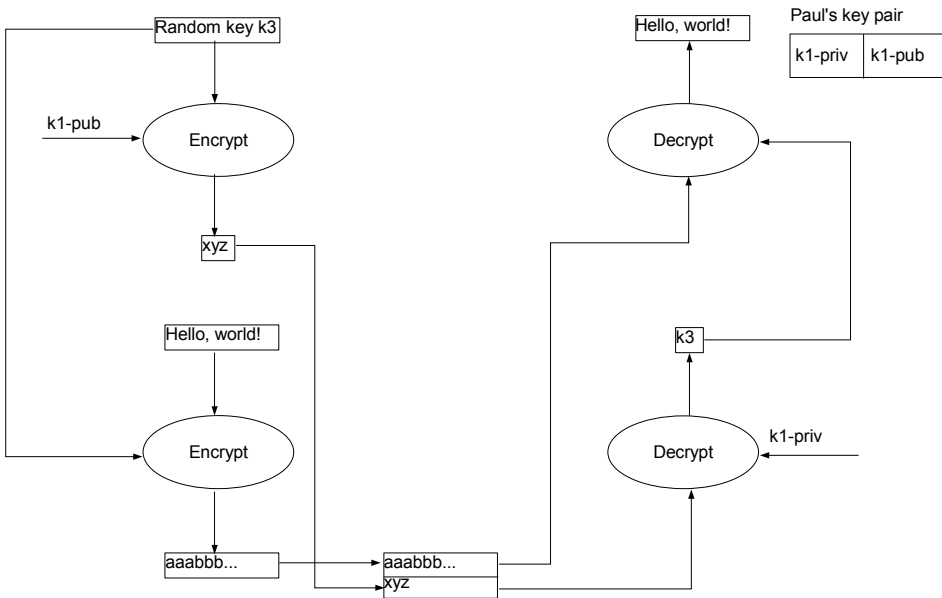 Random key k3
Hello, world!
Paul's key pair
k1-priv
k1-pub
k1-pub
Encrypt
Decrypt
xyz
Hello, world!
k3
Encrypt
Decrypt
k1-priv
aaabbb...
aaabbb...
xyz